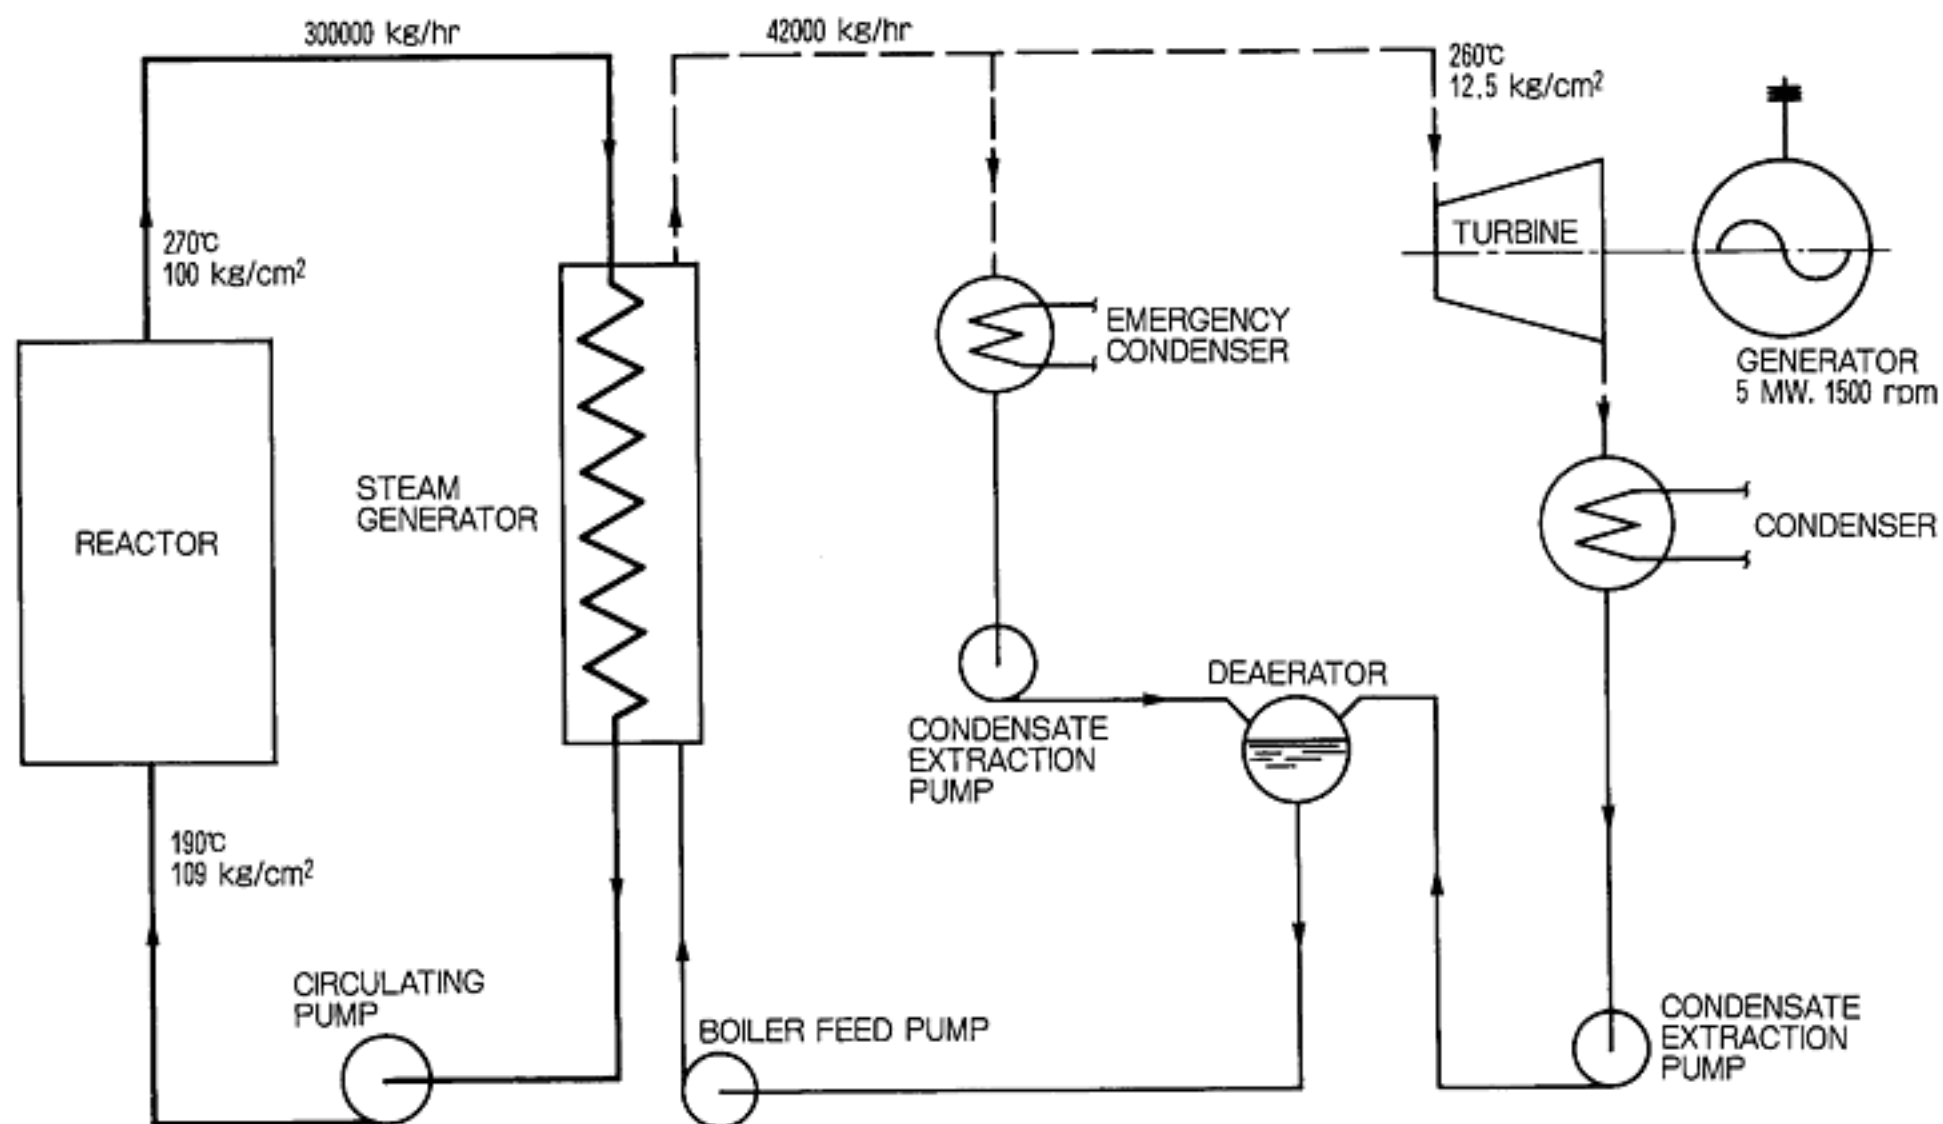 300000 kg/hr
42000 kg/hr
260℃
12.5 kg/cm²
270℃
100 kg/cm²
TURBINE
EMERGENCY
CONDENSER
GENERATOR
5 MW. 1500 rpm
STEAM
GENERATOR
REACTOR
CONDENSER
DEAERATOR
CONDENSATE
EXTRACTION
PUMP
190℃
109 kg/cm²
CIRCULATING
PUMP
BOILER FEED PUMP
CONDENSATE
EXTRACTION
PUMP